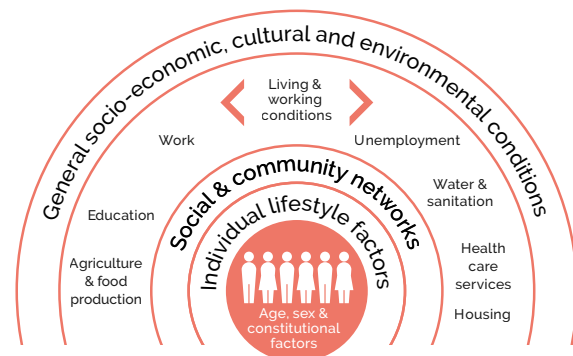 General socio-economic, cultural and environmental conditions
Living &
working
conditions
Work
Unemployment
Education
Water &
sanitation
Agriculture
& food
production
Health
care
services
Housing
Social & community networks
Individual lifestyle factors
Age, sex &
constitutional
factors